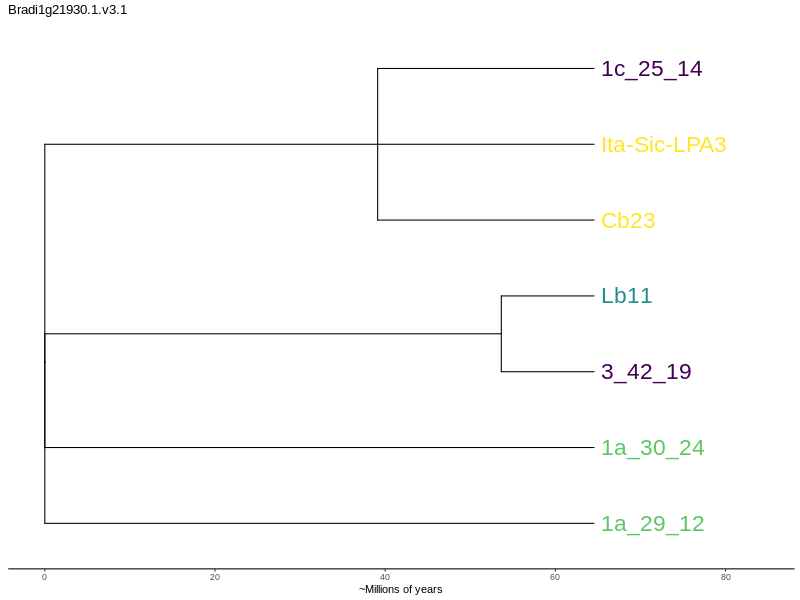 Bradi1g21930.1.v3.1
1c_25_14
Ita-Sic-LPA3
Cb23
Lb11
3_42_19
1a_30_24
1a_29_12
0 20 40 60 80
~Millions of years